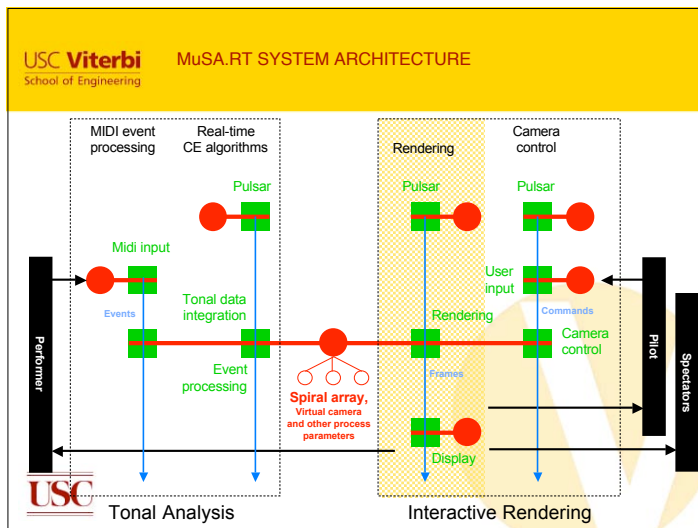 USC Viterbi
School of Engineering
MuSA.RT SYSTEM ARCHITECTURE
MIDI event
processing
Real-time
CE algorithms
Rendering
Camera
control
Pulsar
Pulsar
Pulsar
Midi input
User
input
Events
Tonal data
integration
Rendering
Commands
Camera
control
Event
processing
Frames
Spiral array,
Virtual camera
and other process
parameters
Display
Performer
Pilot
Spectators
USC
Tonal Analysis
Interactive Rendering